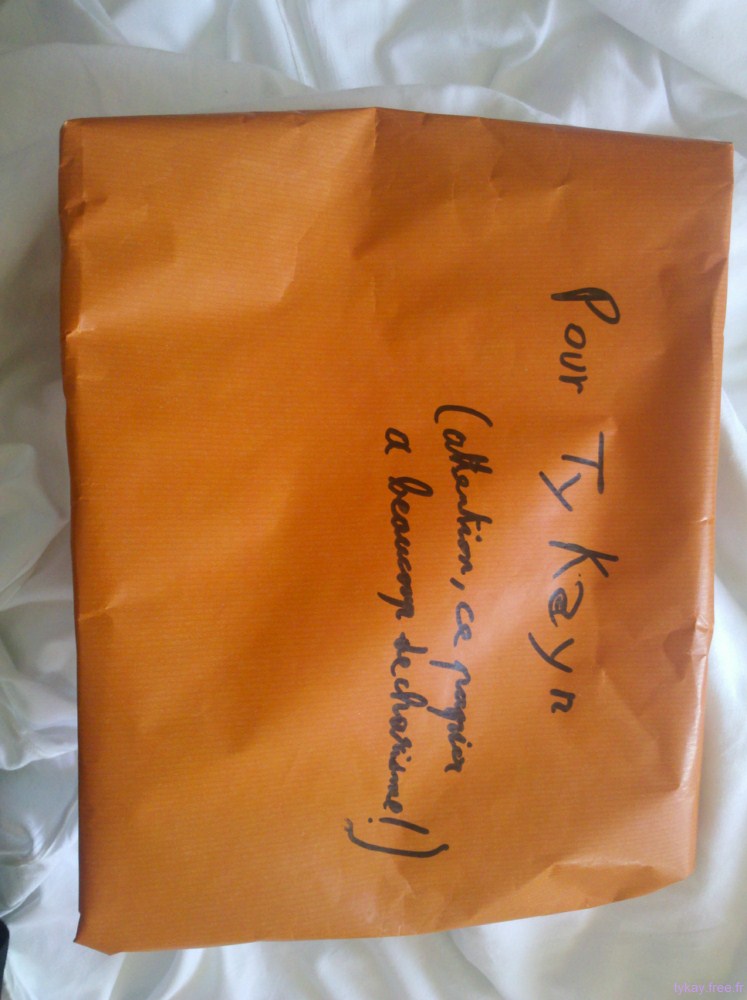 Pour Ty Kayn
(attention, ce papier
a beaucoup de charisme!)
tykay.free.fr